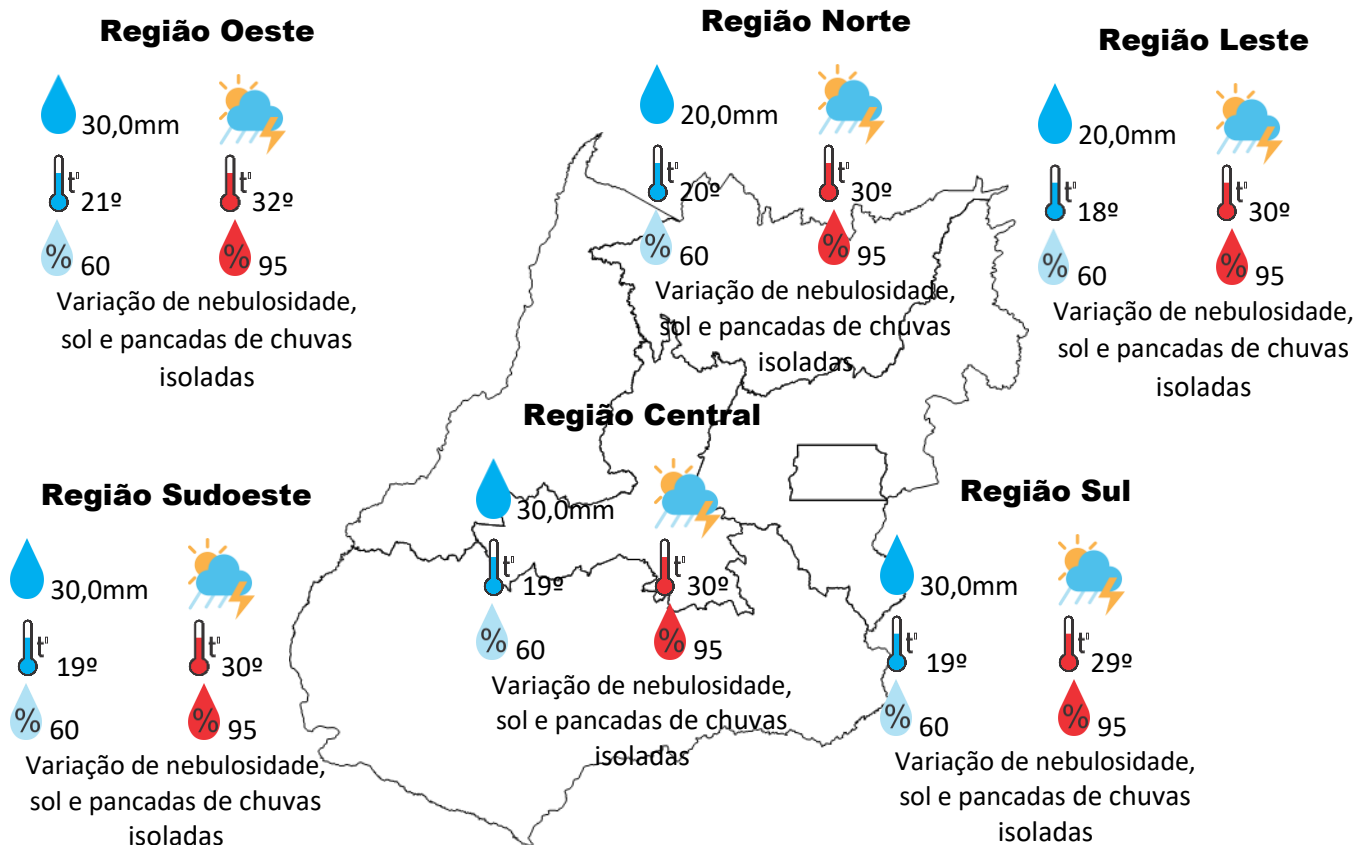 Região Oeste
30,0mm
t°
21º
t°
32º
% 60
% 95
Variação de nebulosidade,
sol e pancadas de chuvas
isoladas
Região Norte
20,0mm
t°
20º
t°
30º
% 60
% 95
Variação de nebulosidade,
sol e pancadas de chuvas
isoladas
Região Leste
20,0mm
t°
18º
t°
30º
% 60
% 95
Variação de nebulosidade,
sol e pancadas de chuvas
isoladas
Região Sudoeste
30,0mm
t°
19º
t°
30º
% 60
% 95
Variação de nebulosidade,
sol e pancadas de chuvas
isoladas
Região Central
30,0mm
t°
19º
t°
30º
% 60
% 95
Variação de nebulosidade,
sol e pancadas de chuvas
isoladas
Região Sul
30,0mm
t°
19º
t°
29º
% 60
% 95
Variação de nebulosidade,
sol e pancadas de chuvas
isoladas